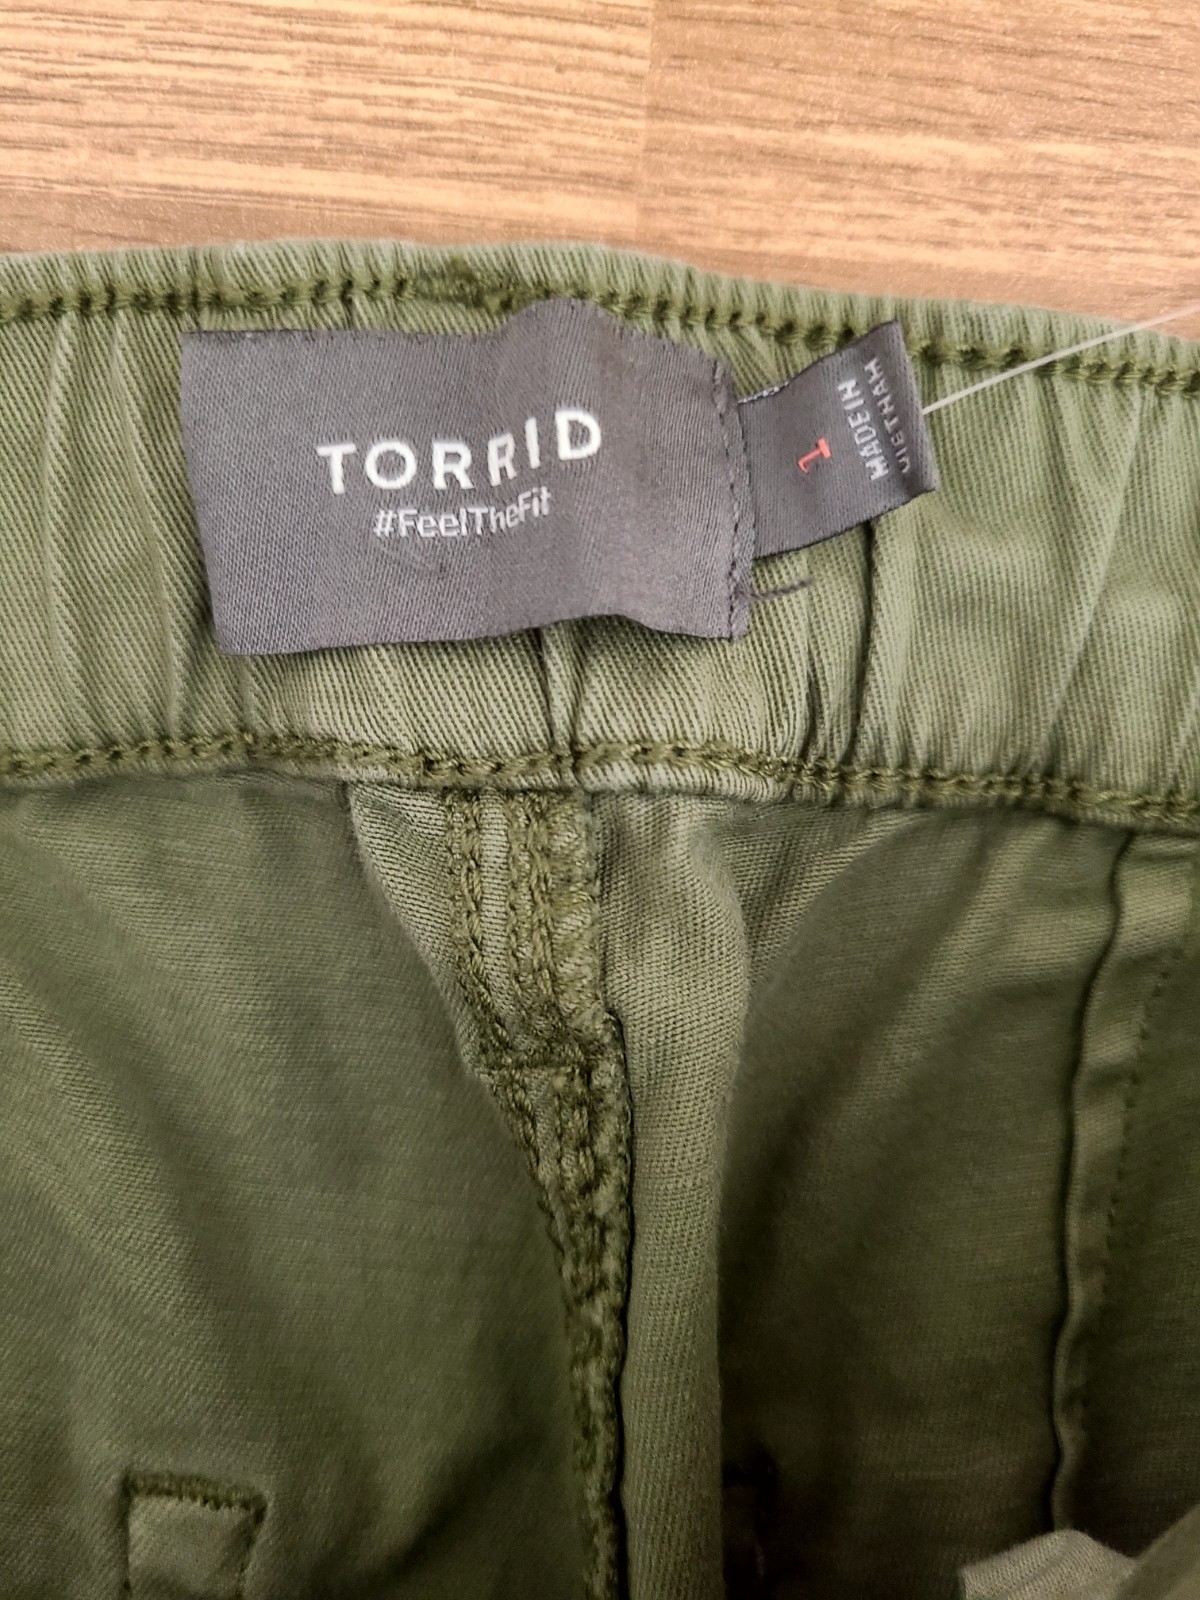 TORRID
#FeelTheFit
1
MADE IN
VIETNAM